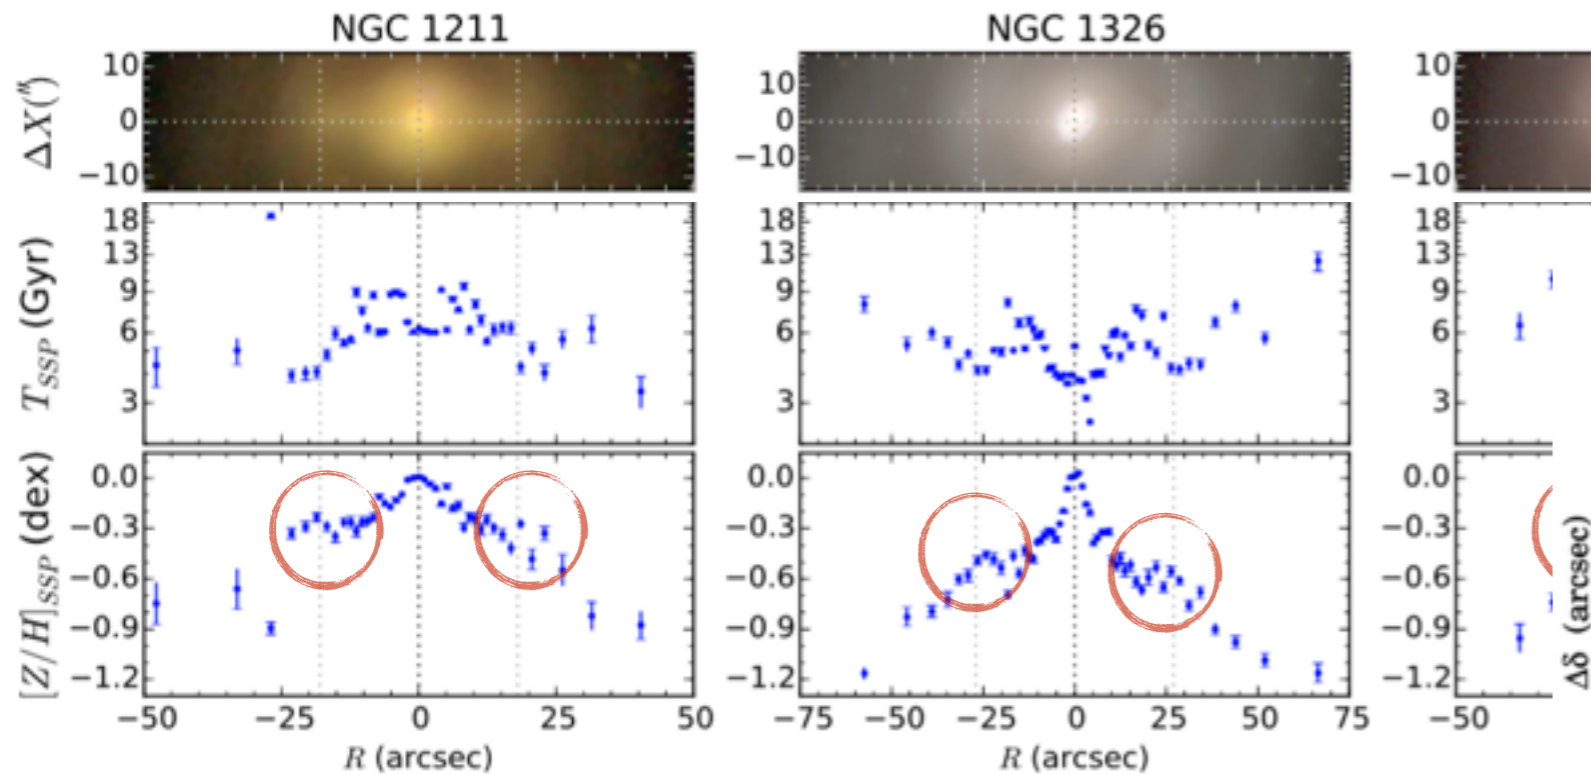 NGC 1211 NGC 1326
ΔX(″)
10 0 −10
10 0 −10
10 0 −10
T_SSP (Gyr)
18 13 9 6 3
18 13 9 6 3
18 13 9 6 3
[Z/H]_SSP (dex)
0.0 −0.3 −0.6 −0.9 −1.2
0.0 −0.3 −0.6 −0.9 −1.2
0.0 −0.3 −0.6 −0.9 −1.2
Δδ (arcsec)
−50 −25 0 25 50
−75 −50 −25 0 25 50 75
−50
R (arcsec) R (arcsec)